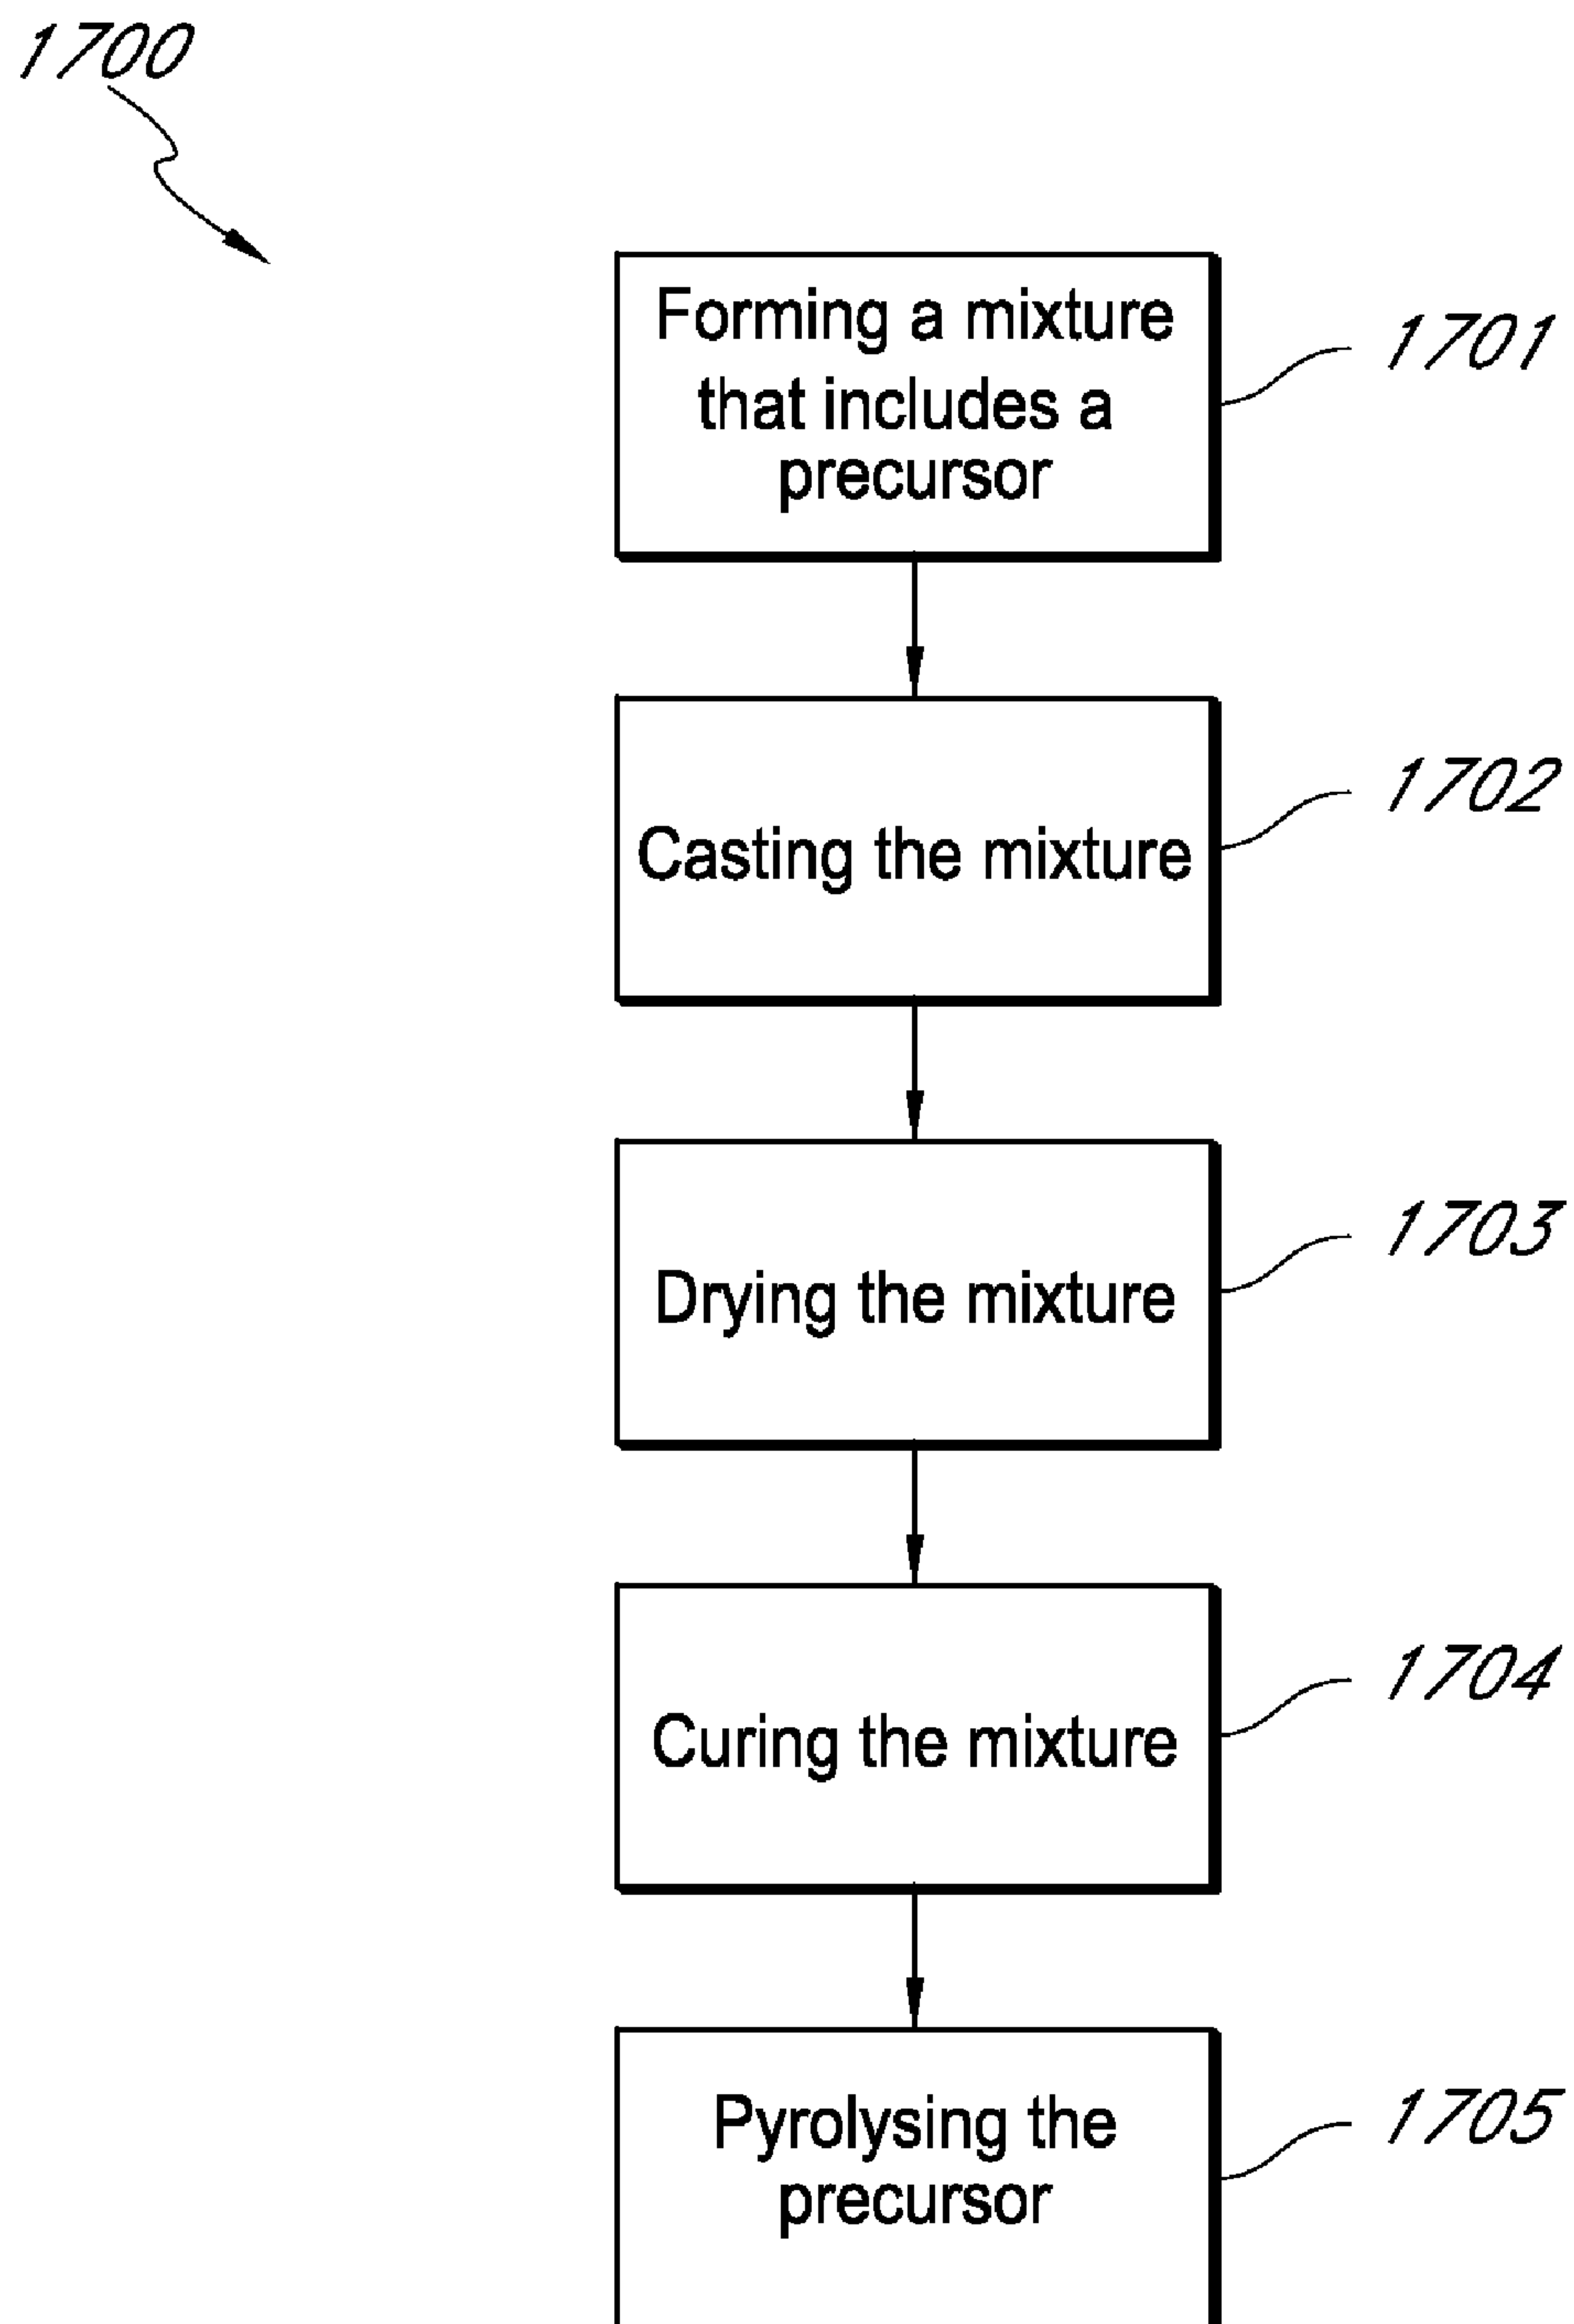 1700
Forming a mixture
that includes a
precursor
1701
Casting the mixture
1702
Drying the mixture
1703
Curing the mixture
1704
Pyrolysing the
precursor
1705